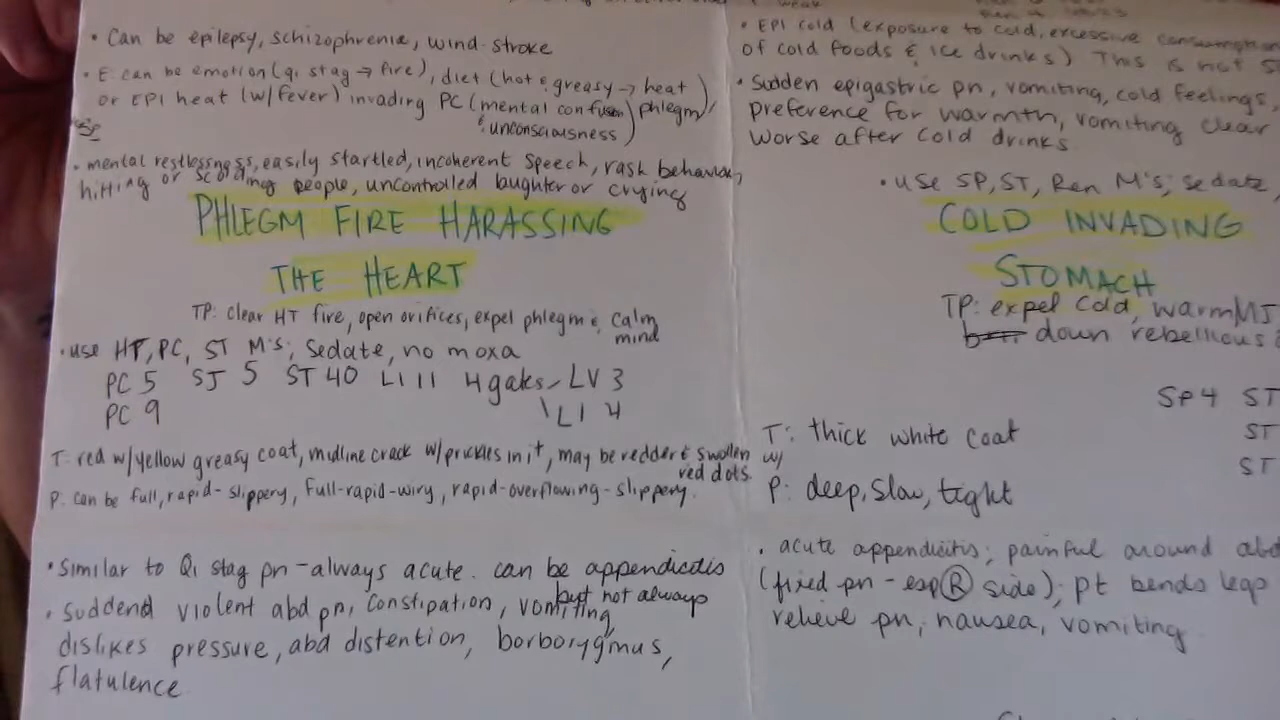 • Can be epilepsy, schizophrenia, wind-stroke
• E can be emotion (qi stag → fire), diet (hot & greasy → heat
or EPI heat (w/fever) invading PC (mental confusn phlegm)
& unconsciousness)
• mental restlessness, easily startled, incoherent speech, rash behavior,
hitting or scolding people, uncontrolled laughter or crying
PHLEGM FIRE HARASSING
THE HEART
TP: clear HT fire, open orifices, expel phlegm & calm
mind
• use HT, PC, ST M's; sedate, no moxa
PC 5 SJ 5 ST 40 LI 11 4 gates LV 3
PC 9 LI 4
T: red w/yellow greasy coat, midline crack w/prickles in it, may be redder & swollen
w/ red dots.
P: can be full, rapid-slippery, full-rapid-wiry, rapid-overflowing-slippery.
• Similar to Qi stag pn - always acute. can be appendicitis
but not always
• Suddend violent abd pn, constipation, vomiting,
dislikes pressure, abd distention, borborygmus,
flatulence
weak
• EPI cold (exposure to cold, excessive consumption
of cold foods & ice drinks) This is not
• Sudden epigastric pn, vomiting, cold feelings,
preference for warmth, vomiting clear
worse after cold drinks.
• use SP, ST, Ren M's; sedate,
COLD INVADING
STOMACH
TP: expel cold, warm MJ
down rebellious
SP 4 ST
ST
ST
T: thick white coat
P: deep, slow, tight
• acute appendicitis; painful around abd
(fixed pn - esp R side); pt bends legs
relieve pn, nausea, vomiting